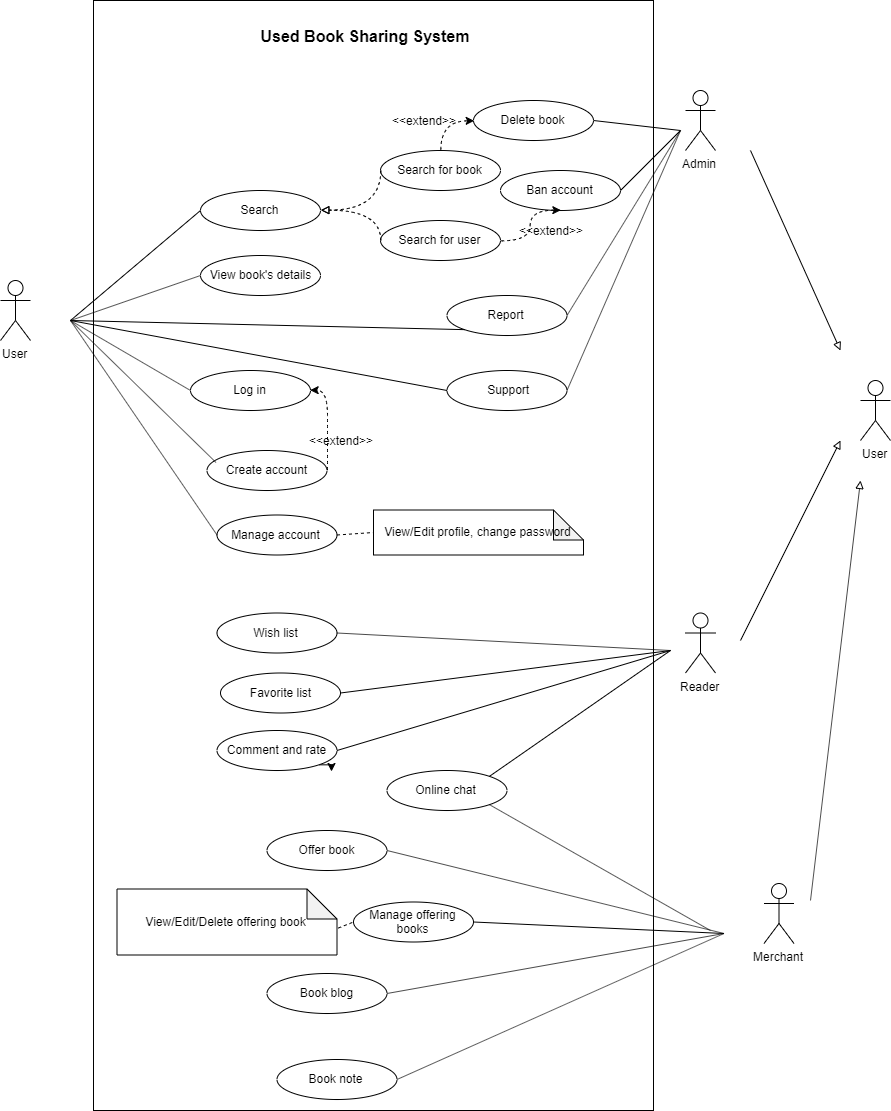 Used Book Sharing System
<<extend>>
Delete book
Admin
Search for book
Ban account
Search
Search for user
<<extend>>
View book's details
User
Report
Log in
Support
<<extend>>
User
Create account
Manage account
View/Edit profile, change password
Wish list
Reader
Favorite list
Comment and rate
Online chat
Offer book
View/Edit/Delete offering book
Manage offering
books
Merchant
Book blog
Book note